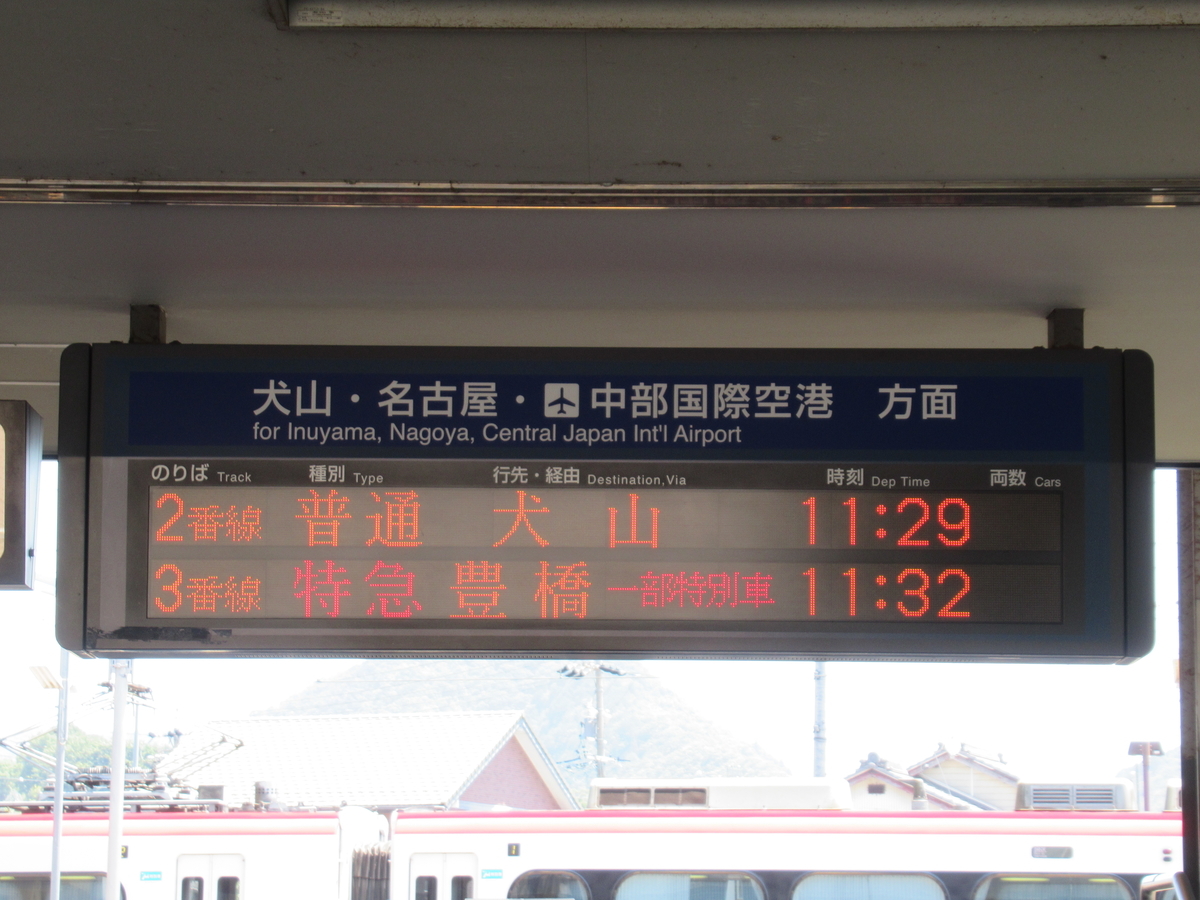 犬山・名古屋・中部国際空港 方面
for Inuyama, Nagoya, Central Japan Int'l Airport
のりば Track 種別 Type 行先・経由 Destination,Via 時刻 Dep Time 両数 Cars
2番線 普通 犬山 11:29
3番線 特急 豊橋 一部特別車 11:32